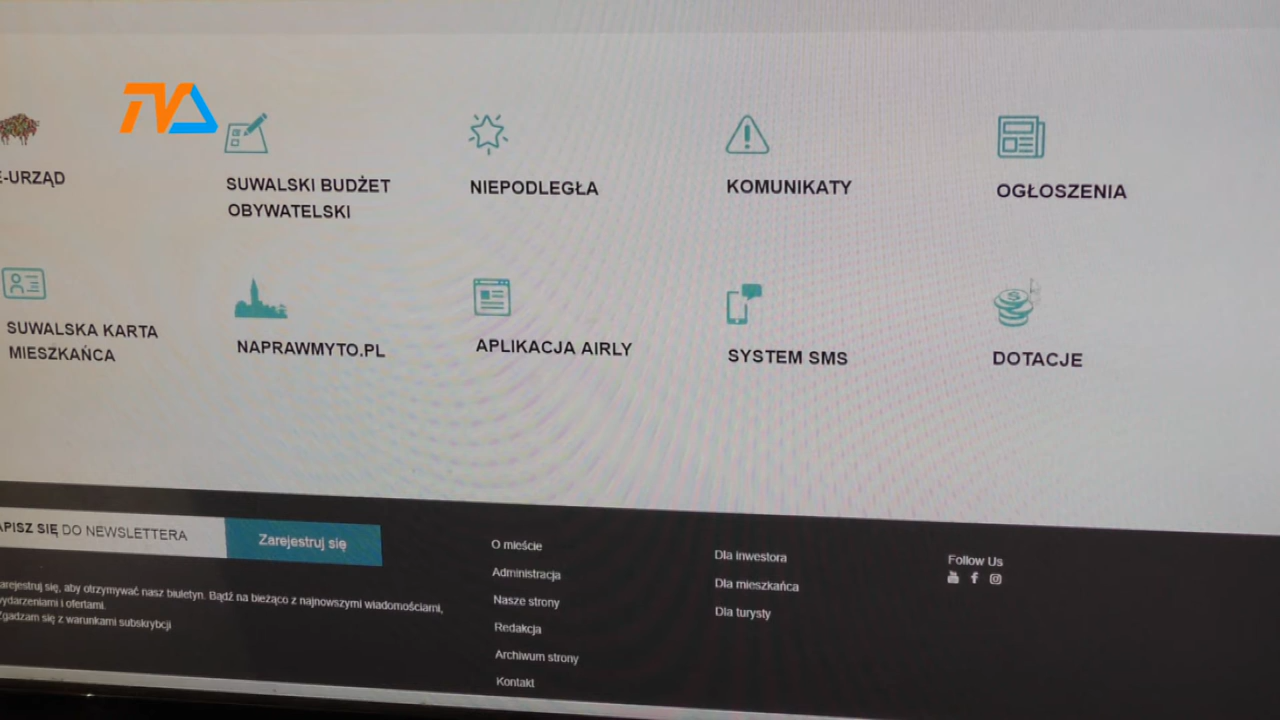 TVA
E-URZĄD
SUWALSKI BUDŻET
OBYWATELSKI
NIEPODLEGŁA
KOMUNIKATY
OGŁOSZENIA
SUWALSKA KARTA
MIESZKAŃCA
NAPRAWMYTO.PL
APLIKACJA AIRLY
SYSTEM SMS
DOTACJE
APISZ SIĘ DO NEWSLETTERA
Zarejestruj się
arejestruj się, aby otrzymywać nasz biuletyn. Bądź na bieżąco z najnowszymi wiadomościami,
wydarzeniami i ofertami.
Zgadzam się z warunkami subskrybcji
O mieście
Administracja
Nasze strony
Redakcja
Archiwum strony
Kontakt
Dla inwestora
Dla mieszkańca
Dla turysty
Follow Us